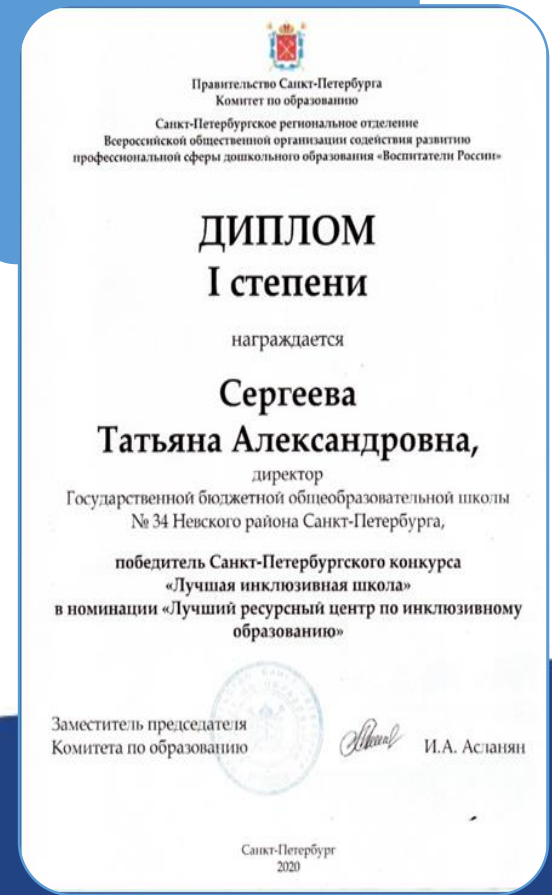 Правительство Санкт-Петербурга
Комитет по образованию
Санкт-Петербургское региональное отделение
Всероссийской общественной организации содействия развитию
профессиональной сферы дошкольного образования «Воспитатели России»
ДИПЛОМ
I степени
награждается
Сергеева
Татьяна Александровна,
директор
Государственной бюджетной общеобразовательной школы
№ 34 Невского района Санкт-Петербурга,
победитель Санкт-Петербургского конкурса
«Лучшая инклюзивная школа»
в номинации «Лучший ресурсный центр по инклюзивному
образованию»
Заместитель председателя
Комитета по образованию
И.А. Асланян
Санкт-Петербург
2020